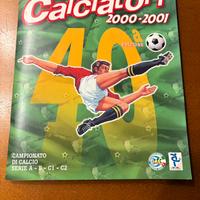 Calciatori
2000-2001
40ª
EDIZIONE
CAMPIONATO
DI CALCIO
SERIE A - B - C1 - C2